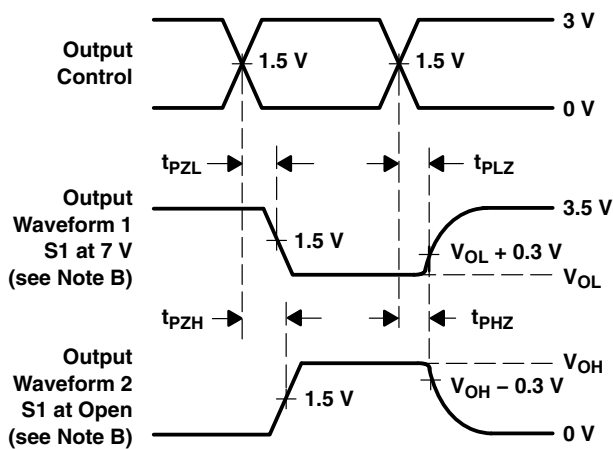 3 V
Output
Control
1.5 V
1.5 V
0 V
tPZL
tPLZ
Output
Waveform 1
S1 at 7 V
(see Note B)
3.5 V
1.5 V
VOL + 0.3 V
VOL
tPZH
tPHZ
Output
Waveform 2
S1 at Open
(see Note B)
VOH
VOH − 0.3 V
1.5 V
0 V